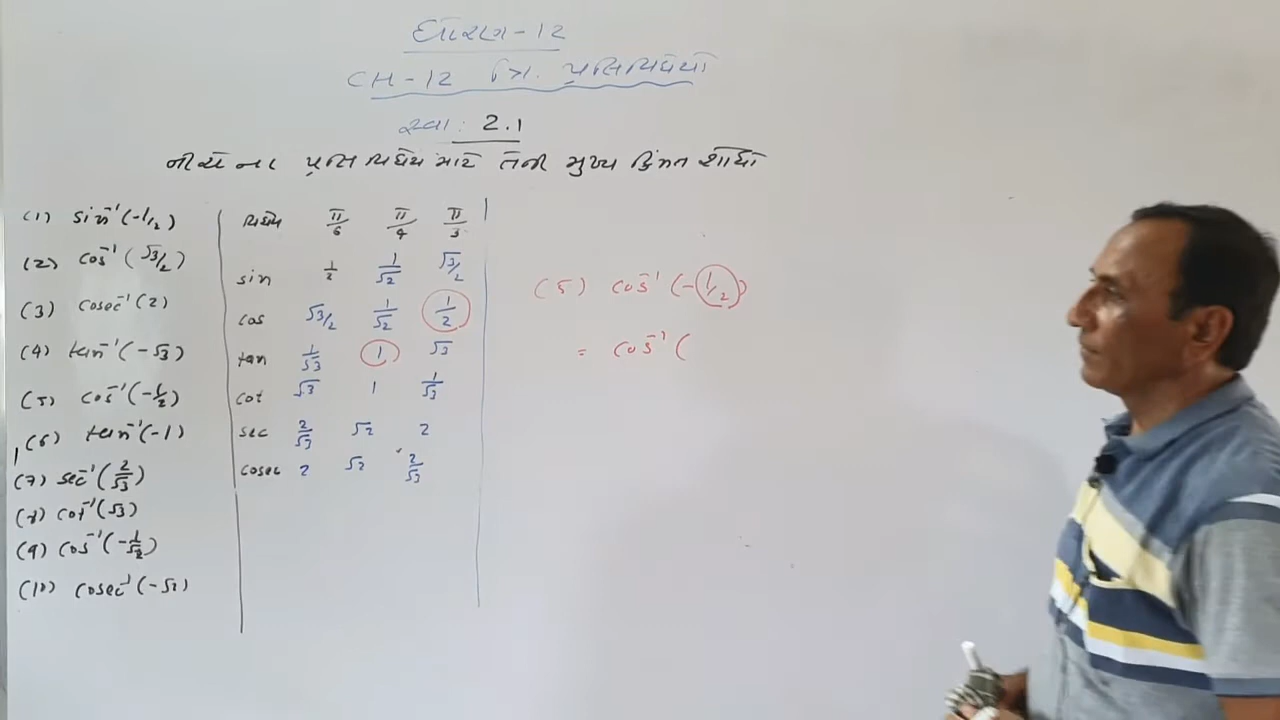 ધોરણ-12
CH-12 ત્રિ. પ્રતિવિધેયો
સ્વા: 2.1
નીચેના પ્રતિવિધેય માટે તેની મુખ્ય કિંમત શોધો
(1) sin⁻¹(-1/2)
(2) cos⁻¹(√3/2)
(3) cosec⁻¹(2)
(4) tan⁻¹(-√3)
(5) cos⁻¹(-1/2)
(6) tan⁻¹(-1)
(7) sec⁻¹(2/√3)
(8) cot⁻¹(√3)
(9) cos⁻¹(-1/√2)
(10) cosec⁻¹(-√2)
વિધેય π/6 π/4 π/3
sin 1/2 1/√2 √3/2
cos √3/2 1/√2 1/2
tan 1/√3 1 √3
cot √3 1 1/√3
sec 2/√3 √2 2
cosec 2 √2 2/√3
(5) cos⁻¹(-1/2)
= cos⁻¹(